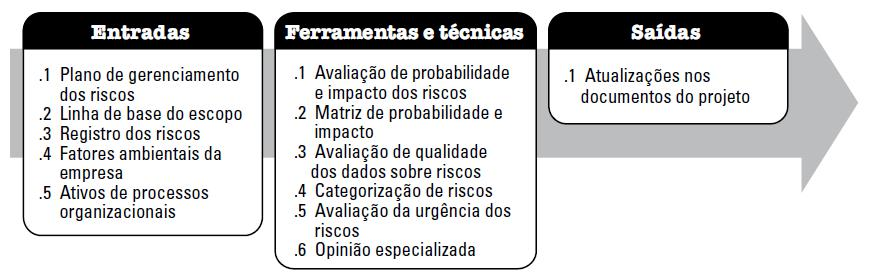 Entradas
.1 Plano de gerenciamento
dos riscos
.2 Linha de base do escopo
.3 Registro dos riscos
.4 Fatores ambientais da
empresa
.5 Ativos de processos
organizacionais
Ferramentas e técnicas
.1 Avaliação de probabilidade
e impacto dos riscos
.2 Matriz de probabilidade e
impacto
.3 Avaliação de qualidade
dos dados sobre riscos
.4 Categorização de riscos
.5 Avaliação da urgência dos
riscos
.6 Opinião especializada
Saídas
.1 Atualizações nos
documentos do projeto